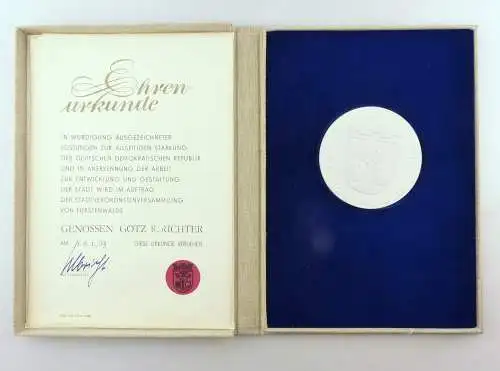 Ehren
urkunde
IN WÜRDIGUNG AUSGEZEICHNETER
LEISTUNGEN ZUR ALLSEITIGEN STÄRKUNG
DER DEUTSCHEN DEMOKRATISCHEN REPUBLIK
UND IN ANERKENNUNG DER ARBEIT
ZUR ENTWICKLUNG UND GESTALTUNG
DER STADT WIRD IM AUFTRAG
DER STADTVERORDNETENVERSAMMLUNG
VON FÜRSTENWALDE
GENOSSEN GÖTZ R. RICHTER
AM DIESE URKUNDE VERLIEHEN